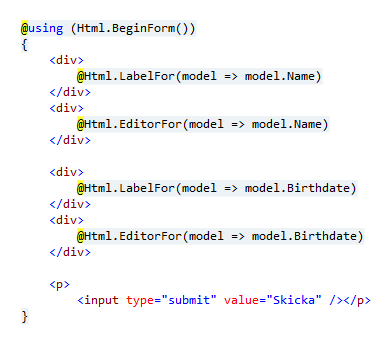 @using (Html.BeginForm())
{
    <div>
        @Html.LabelFor(model => model.Name)
    </div>
    <div>
        @Html.EditorFor(model => model.Name)
    </div>

    <div>
        @Html.LabelFor(model => model.Birthdate)
    </div>
    <div>
        @Html.EditorFor(model => model.Birthdate)
    </div>

    <p>
        <input type="submit" value="Skicka" /></p>
}